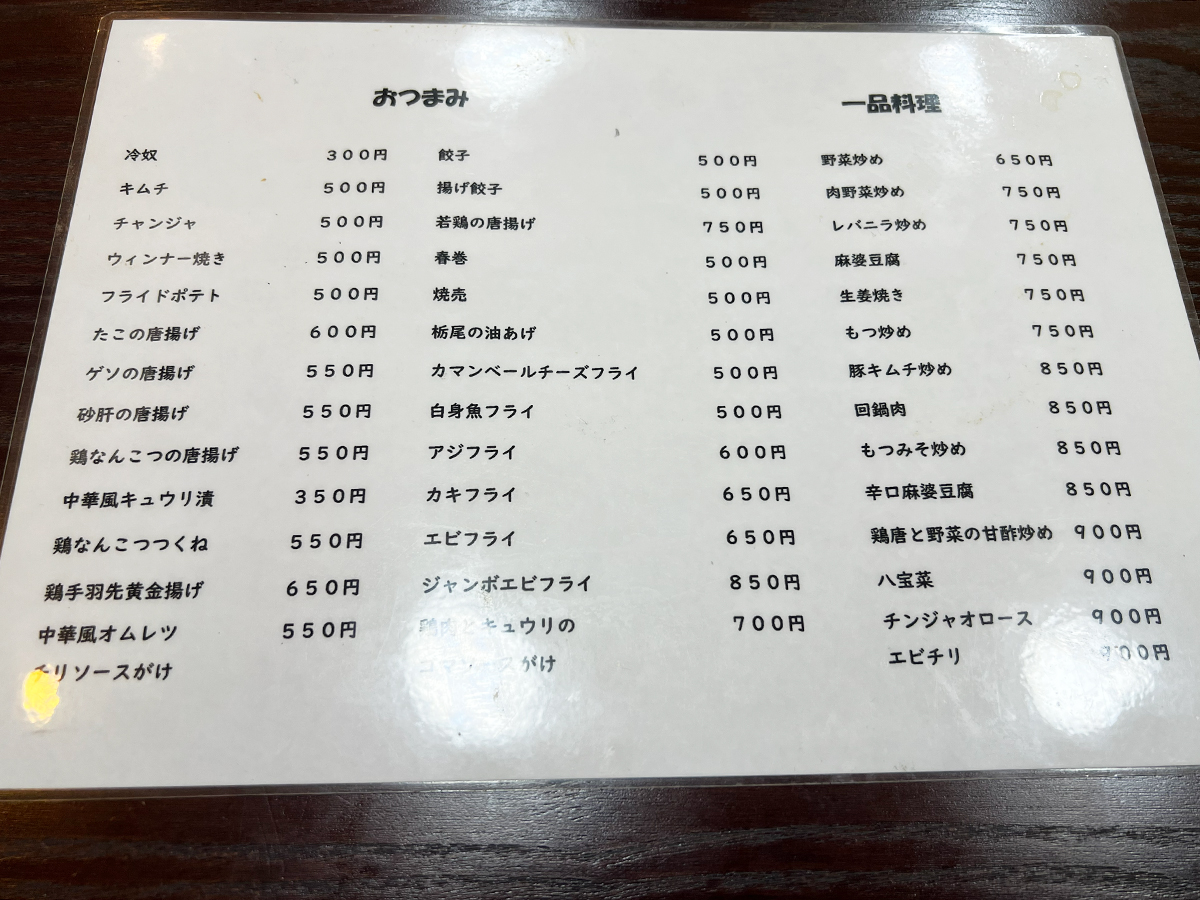 おつまみ
冷奴 300円
キムチ 500円
チャンジャ 500円
ウィンナー焼き 500円
フライドポテト 500円
たこの唐揚げ 600円
ゲソの唐揚げ 550円
砂肝の唐揚げ 550円
鶏なんこつの唐揚げ 550円
中華風キュウリ漬 350円
鶏なんこつつくね 550円
鶏手羽先黄金揚げ 650円
中華風オムレツ 550円
チリソースがけ
餃子 500円
揚げ餃子 500円
若鶏の唐揚げ 750円
春巻 500円
焼売 500円
栃尾の油あげ 500円
カマンベールチーズフライ 500円
白身魚フライ 500円
アジフライ 600円
カキフライ 650円
エビフライ 650円
ジャンボエビフライ 850円
鶏肉とキュウリの 700円
ゴマソースがけ
一品料理
野菜炒め 650円
肉野菜炒め 750円
レバニラ炒め 750円
麻婆豆腐 750円
生姜焼き 750円
もつ炒め 750円
豚キムチ炒め 850円
回鍋肉 850円
もつみそ炒め 850円
辛口麻婆豆腐 850円
鶏唐と野菜の甘酢炒め 900円
八宝菜 900円
チンジャオロース 900円
エビチリ